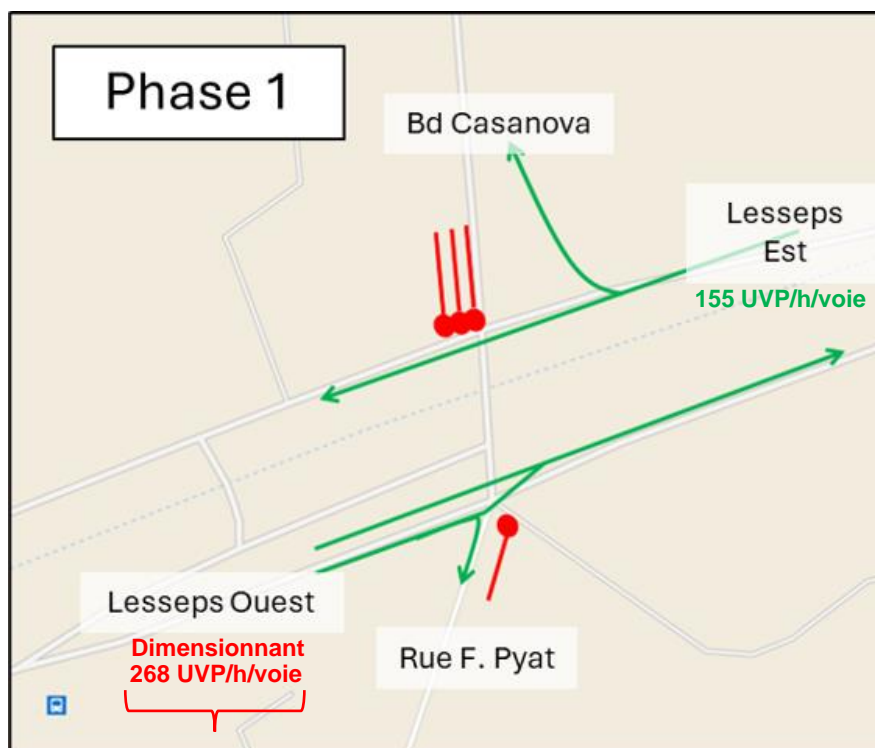 Phase 1
Bd Casanova
Lesseps
Est
155 UVP/h/voie
Lesseps Ouest
Dimensionnant
268 UVP/h/voie
Rue F. Pyat